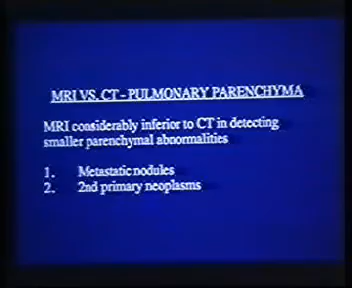 MRI VS. CT - PULMONARY PARENCHYMA
MRI considerably inferior to CT in detecting
smaller parenchymal abnormalities
1. Metastatic nodules
2. 2nd primary neoplasms